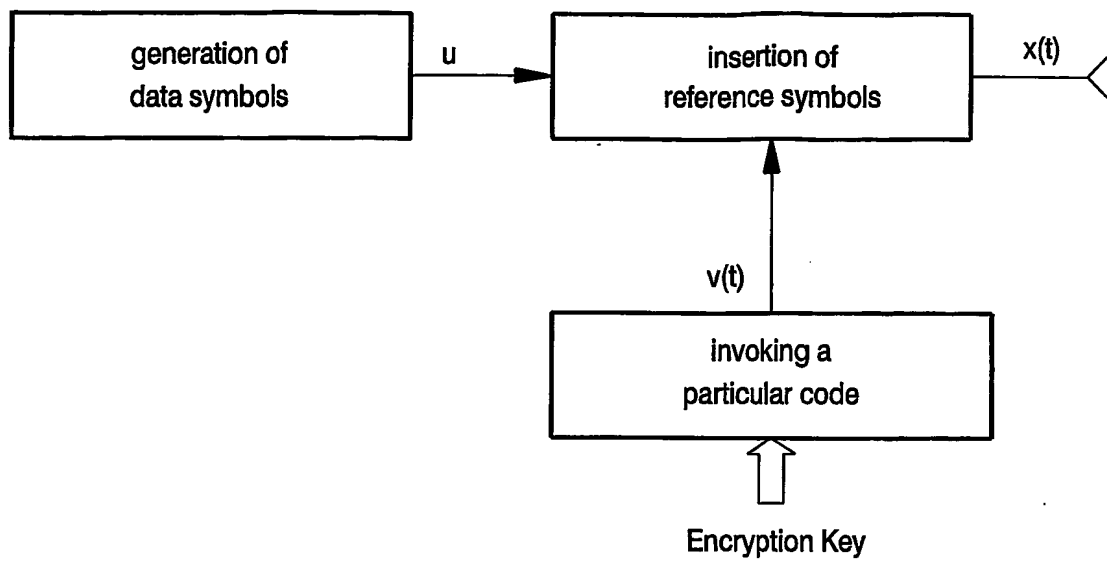 generation of
data symbols
u
insertion of
reference symbols
x(t)
v(t)
invoking a
particular code
Encryption Key